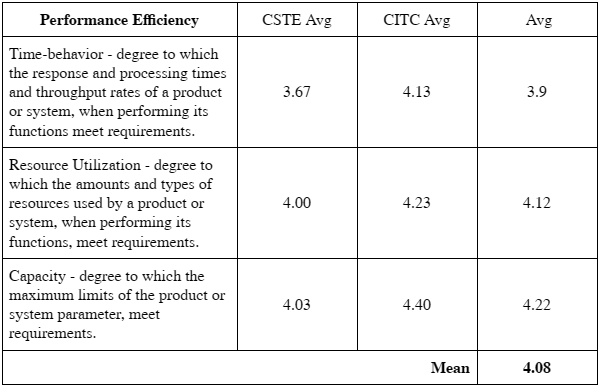 Performance Efficiency CSTE Avg CITC Avg Avg
Time-behavior - degree to which
the response and processing times
and throughput rates of a product
or system, when performing its
functions meet requirements.
3.67 4.13 3.9
Resource Utilization - degree to
which the amounts and types of
resources used by a product or
system, when performing its
functions, meet requirements.
4.00 4.23 4.12
Capacity - degree to which the
maximum limits of the product or
system parameter, meet
requirements.
4.03 4.40 4.22
Mean 4.08